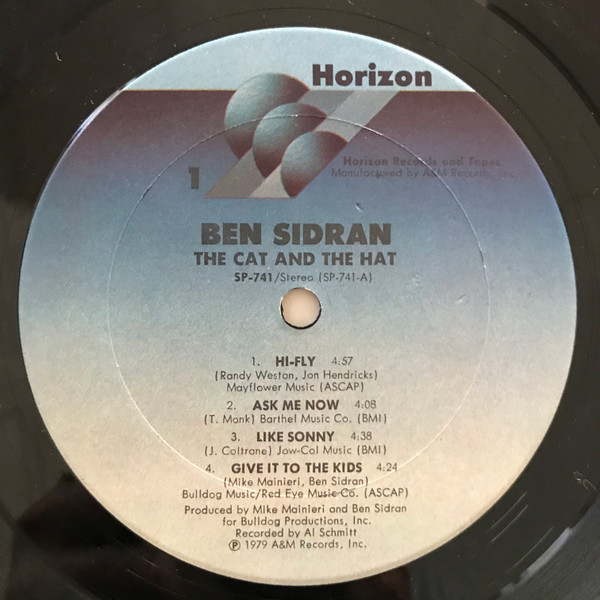 Horizon
Horizon Records and Tapes
Manufactured by A&M Records, Inc.
1
BEN SIDRAN
THE CAT AND THE HAT
SP-741/Stereo (SP-741-A)
1. HI-FLY 4:57
(Randy Weston, Jon Hendricks)
Mayflower Music (ASCAP)
2. ASK ME NOW 4:08
(T. Monk) Barthel Music Co. (BMI)
3. LIKE SONNY 4:38
(J. Coltrane) Jow-Col Music (BMI)
4. GIVE IT TO THE KIDS 4:24
(Mike Mainieri, Ben Sidran)
Bulldog Music/Red Eye Music Co. (ASCAP)
Produced by Mike Mainieri and Ben Sidran
for Bulldog Productions, Inc.
Recorded by Al Schmitt
℗ 1979 A&M Records, Inc.